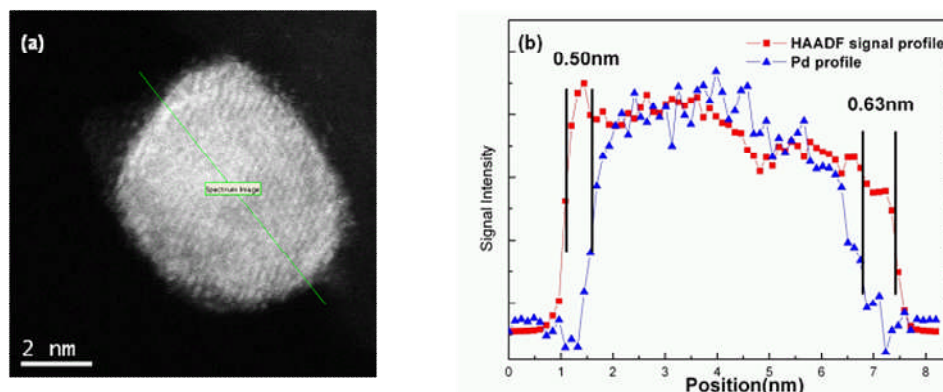 (a)
Spectrum Image
2 nm
(b)
HAADF signal profile
Pd profile
0.50nm
0.63nm
Signal Intensity
0 1 2 3 4 5 6 7 8
Position(nm)